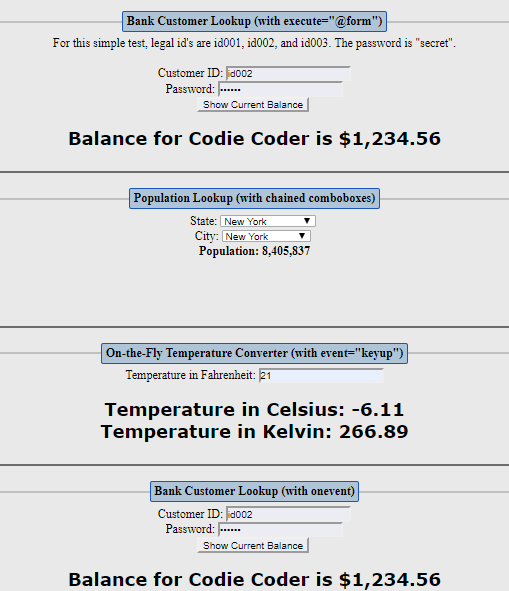 Bank Customer Lookup (with execute="@form")
For this simple test, legal id's are id001, id002, and id003. The password is "secret".
Customer ID: id002
Password: ••••••
Show Current Balance
Balance for Codie Coder is $1,234.56
Population Lookup (with chained comboboxes)
State: New York
City: New York
Population: 8,405,837
On-the-Fly Temperature Converter (with event="keyup")
Temperature in Fahrenheit: 21
Temperature in Celsius: -6.11
Temperature in Kelvin: 266.89
Bank Customer Lookup (with onevent)
Customer ID: id002
Password: ••••••
Show Current Balance
Balance for Codie Coder is $1,234.56